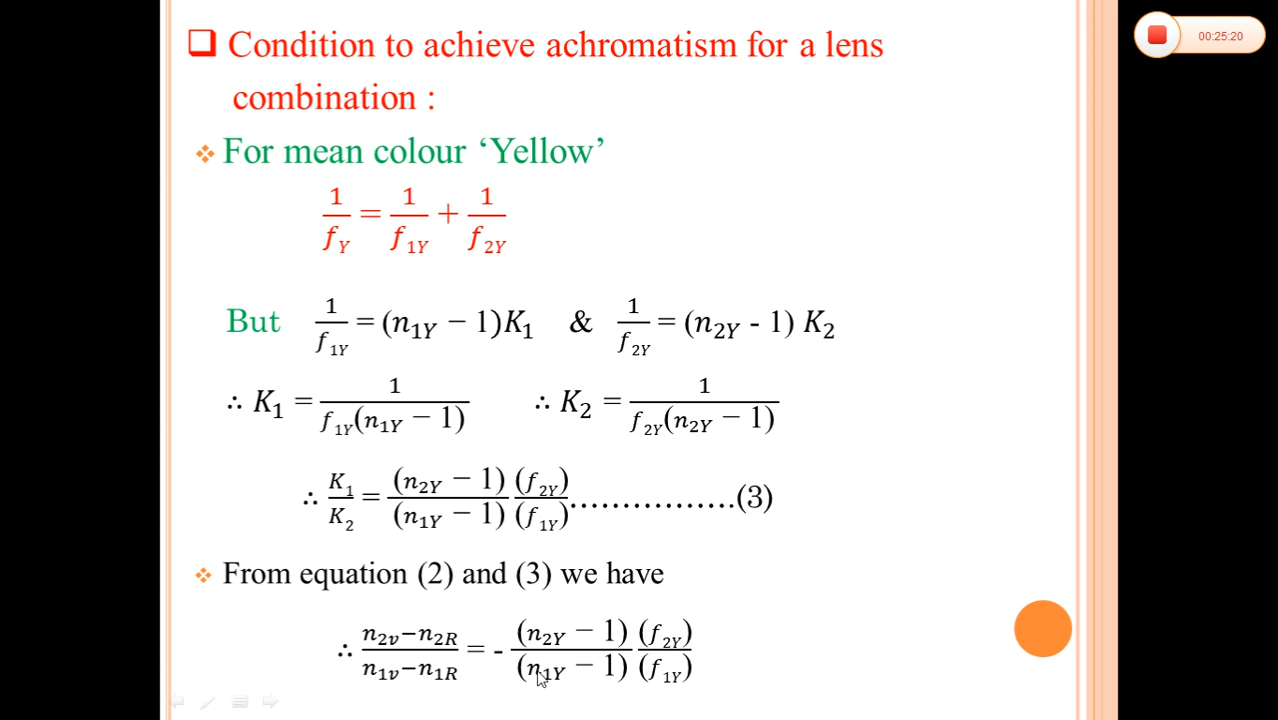 00:25:20
❑ Condition to achieve achromatism for a lens
combination :
❖ For mean colour ‘Yellow’
1/f_Y = 1/f_1Y + 1/f_2Y
But 1/f_1Y = (n_1Y − 1)K_1 & 1/f_2Y = (n_2Y - 1) K_2
∴ K_1 = 1/f_1Y(n_1Y − 1) ∴ K_2 = 1/f_2Y(n_2Y − 1)
∴ K_1/K_2 = (n_2Y − 1)/(n_1Y − 1) (f_2Y)/(f_1Y)................(3)
❖ From equation (2) and (3) we have
∴ n_2v−n_2R/n_1v−n_1R = - (n_2Y − 1)/(n_1Y − 1) (f_2Y)/(f_1Y)